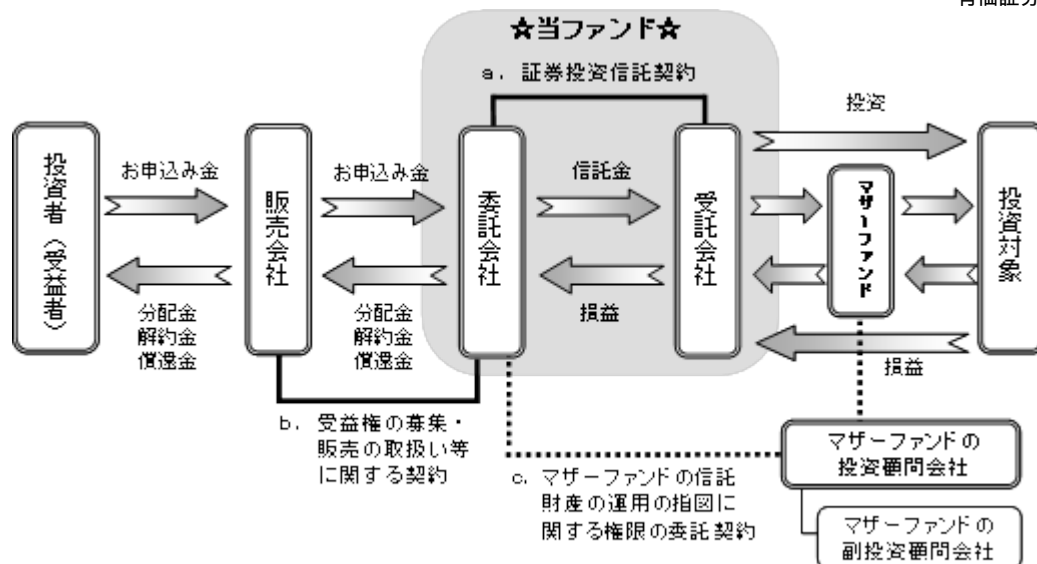 ☆当ファンド☆
a. 証券投資信託契約
投資
投資者(受益者)
お申込み金
販売会社
お申込み金
委託会社
信託金
受託会社
マザーファンド
投資対象
分配金
解約金
償還金
分配金
解約金
償還金
損益
損益
b. 受益権の募集・
販売の取扱い等
に関する契約
c. マザーファンドの信託
財産の運用の指図に
関する権限の委託契約
マザーファンドの
投資顧問会社
マザーファンドの
副投資顧問会社